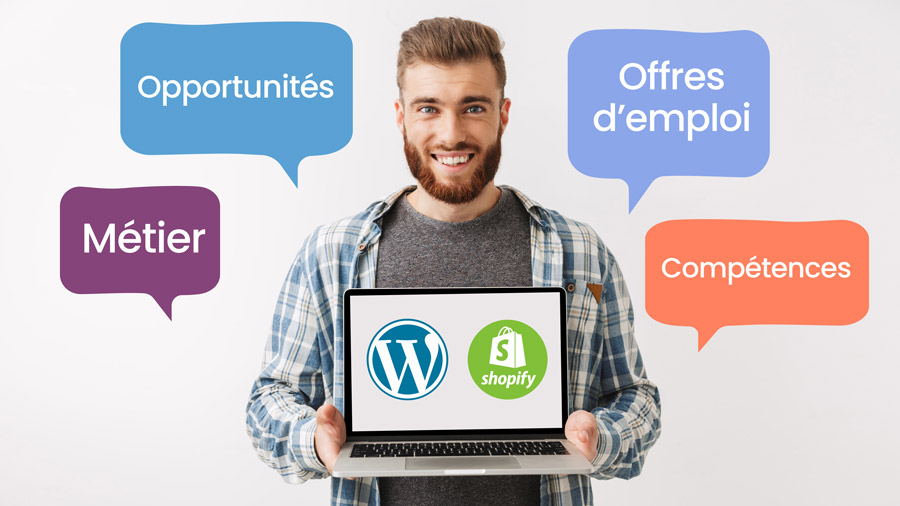 Opportunités
Offres
d’emploi
Métier
Compétences
W
S
shopify